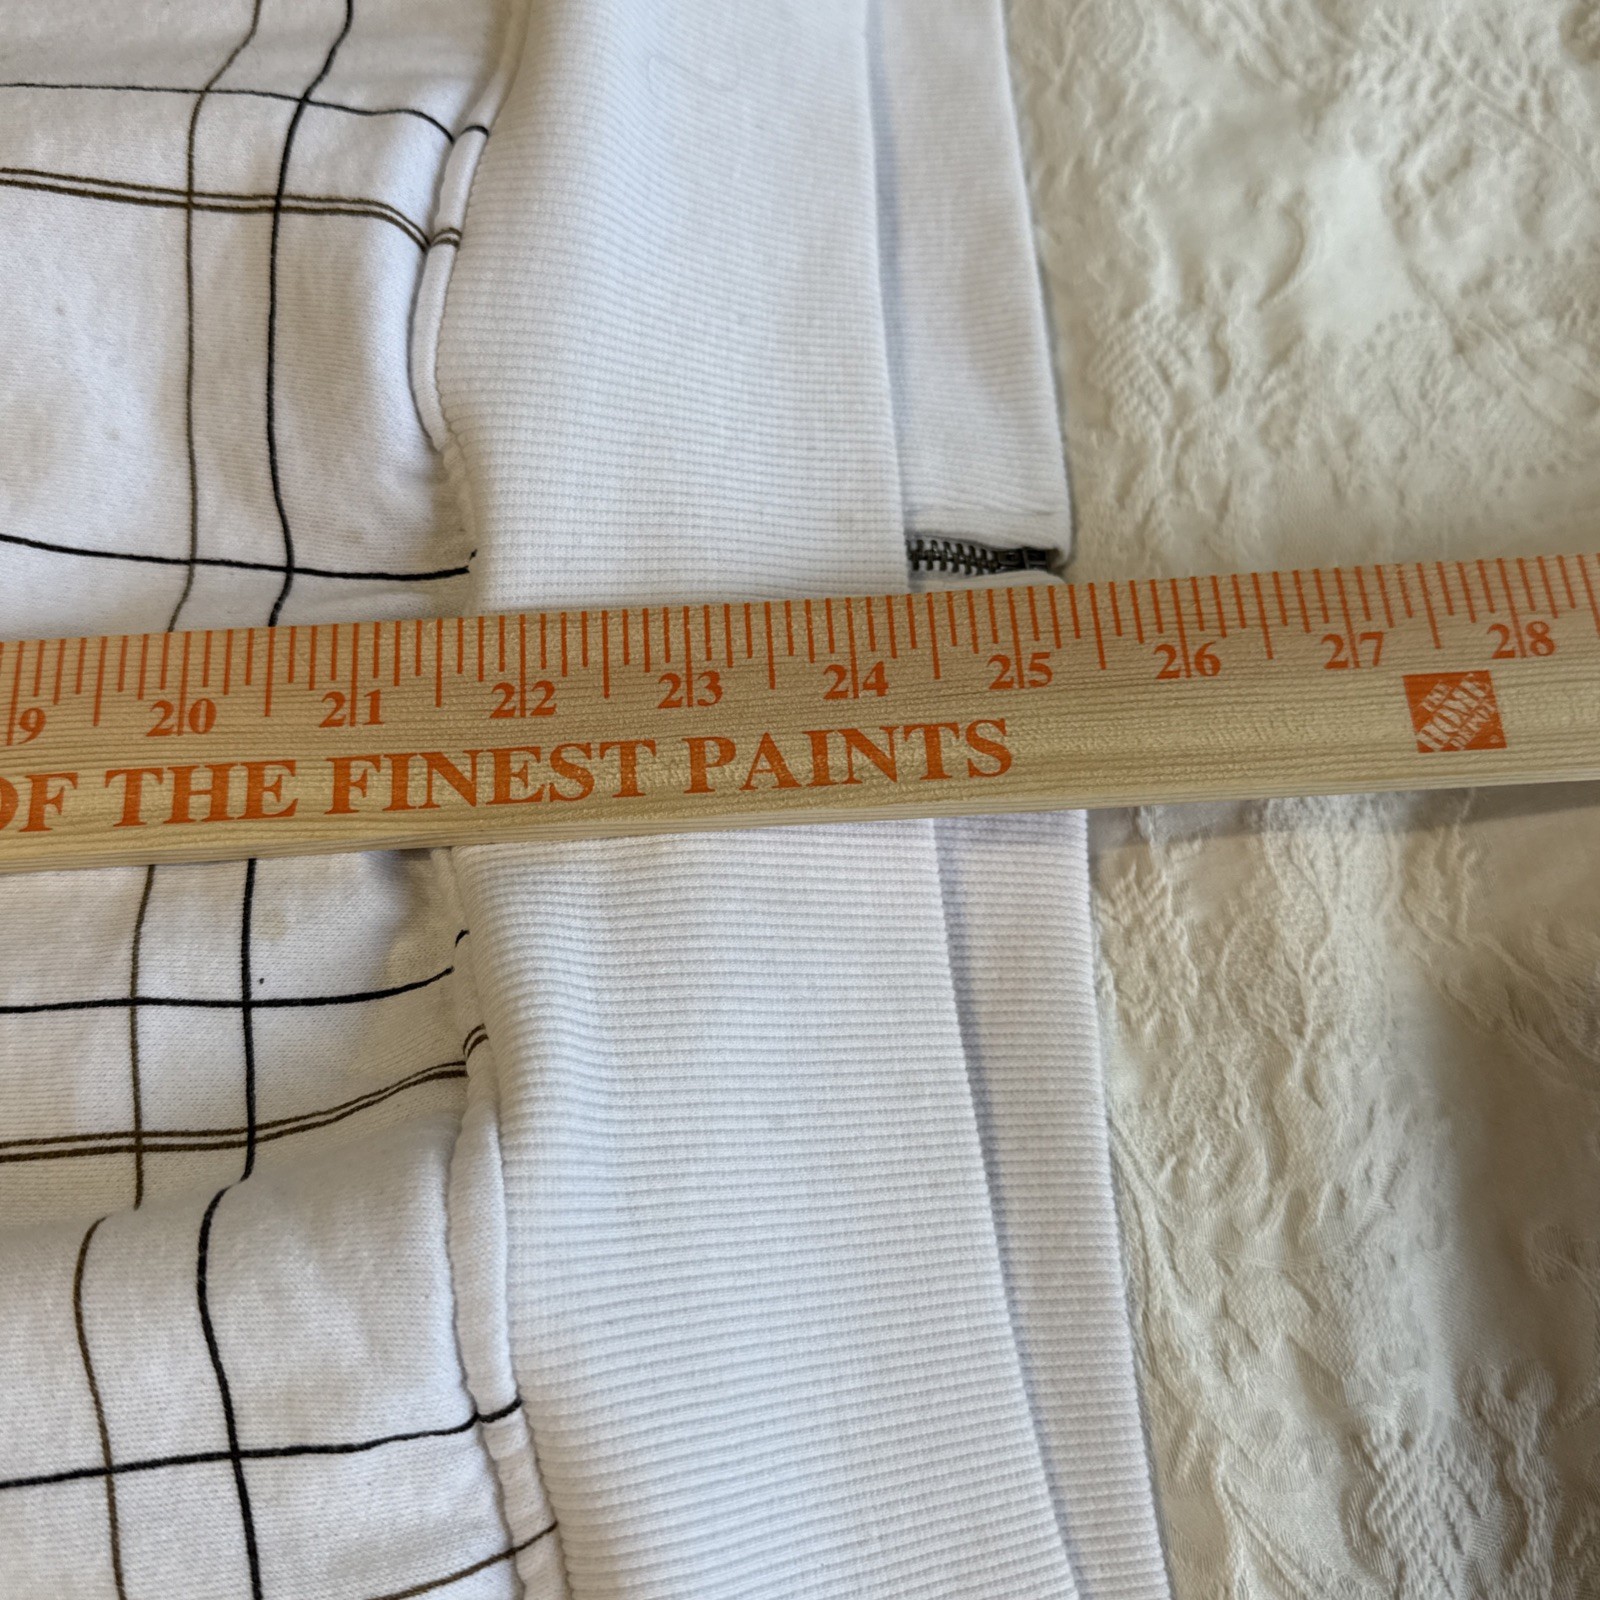 9 20 21 22 23 24 25 26 27 28
OF THE FINEST PAINTS
THE HOME DEPOT